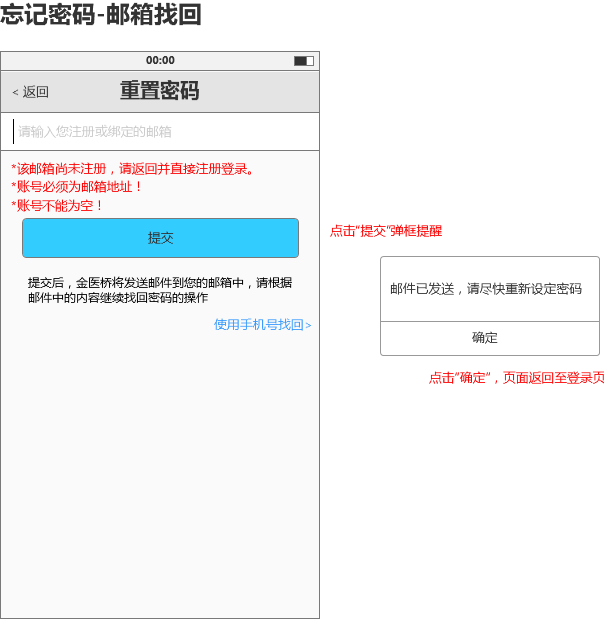 忘记密码-邮箱找回
00:00
< 返回
重置密码
请输入您注册或绑定的邮箱
*该邮箱尚未注册，请返回并直接注册登录。
*账号必须为邮箱地址！
*账号不能为空！
提交
点击“提交”弹框提醒
邮件已发送，请尽快重新设定密码
确定
点击“确定”，页面返回至登录页
提交后，金医桥将发送邮件到您的邮箱中，请根据
邮件中的内容继续找回密码的操作
使用手机号找回>